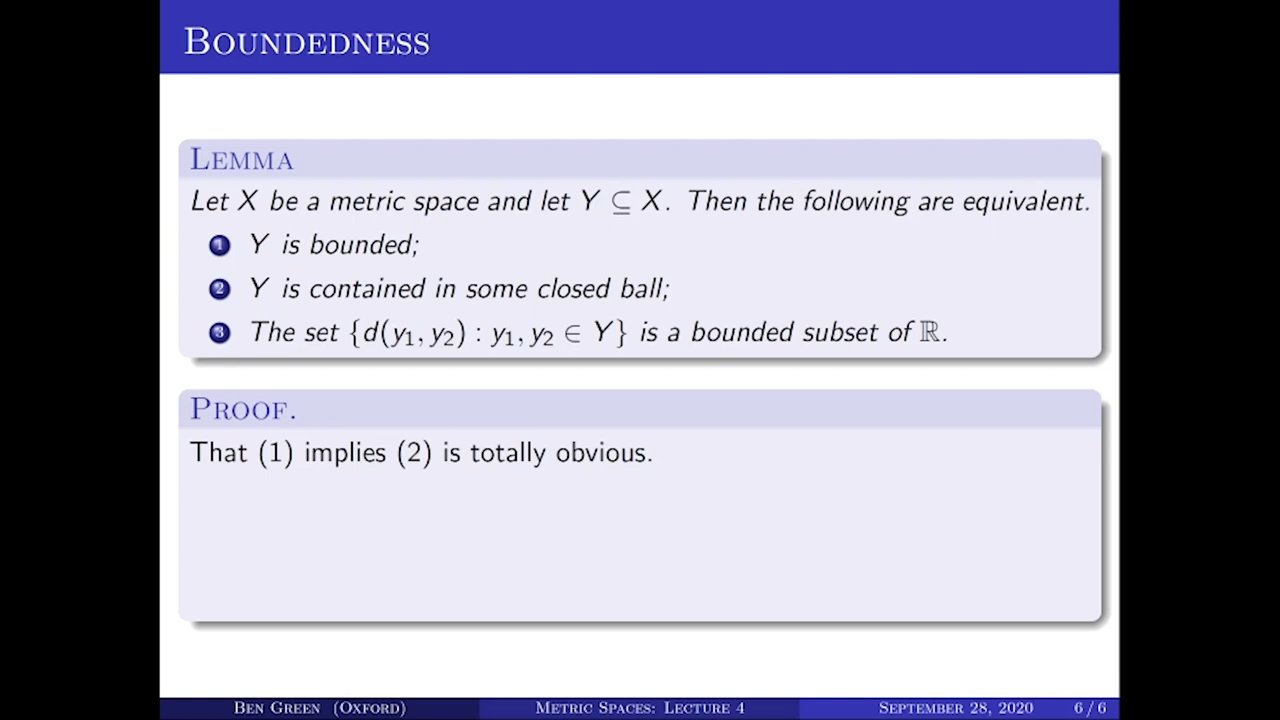 BOUNDEDNESS
LEMMA
Let X be a metric space and let Y ⊆ X. Then the following are equivalent.
1 Y is bounded;
2 Y is contained in some closed ball;
3 The set {d(y₁, y₂) : y₁, y₂ ∈ Y} is a bounded subset of ℝ.
PROOF.
That (1) implies (2) is totally obvious.
BEN GREEN (OXFORD) METRIC SPACES: LECTURE 4 SEPTEMBER 28, 2020 6 / 6